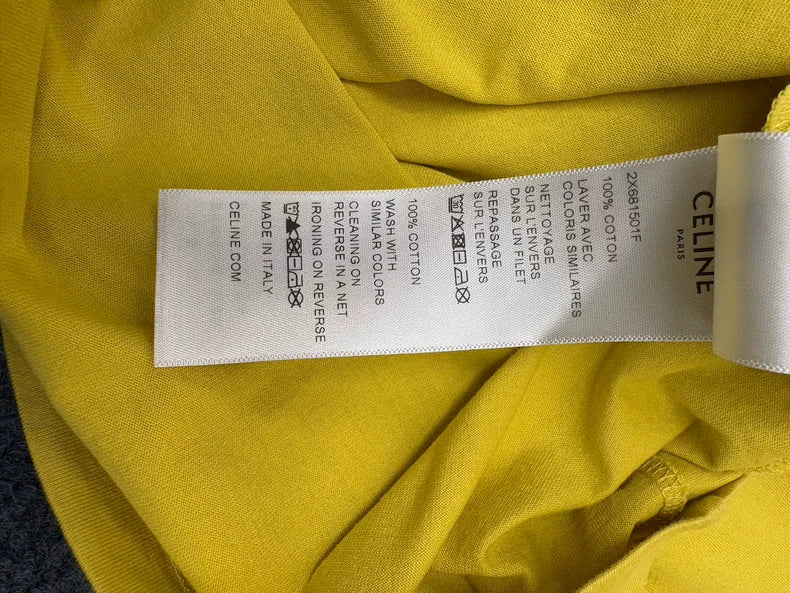 CELINE
PARIS
2X681501F
100% COTON
LAVER AVEC
COLORIS SIMILAIRES
NETTOYAGE
SUR L'ENVERS
DANS UN FILET
REPASSAGE
SUR L'ENVERS
100% COTTON
WASH WITH
SIMILAR COLORS
CLEANING ON
REVERSE IN A NET
IRONING ON REVERSE
MADE IN ITALY
CELINE.COM